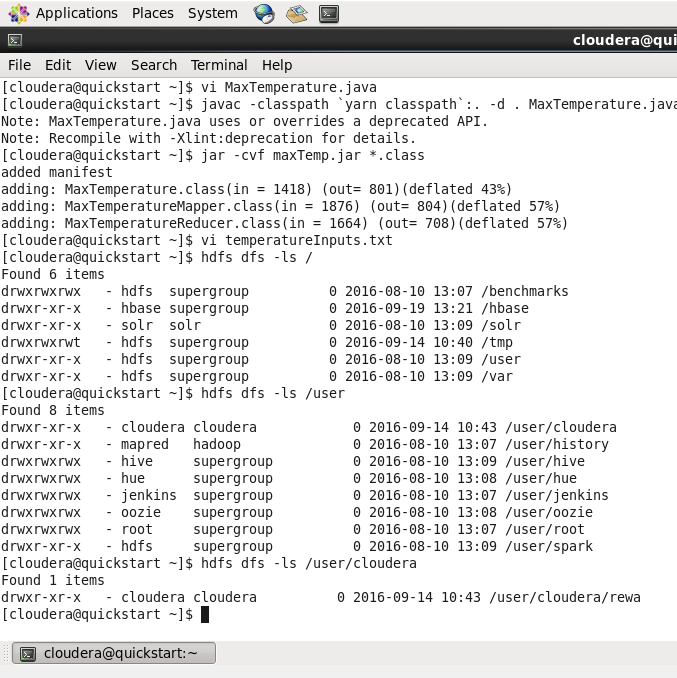 Applications Places System
cloudera@qui
File Edit View Search Terminal Help
[cloudera@quickstart ~]$ vi MaxTemperature.java
[cloudera@quickstart ~]$ javac -classpath `yarn classpath`:. -d . MaxTemperature.java
Note: MaxTemperature.java uses or overrides a deprecated API.
Note: Recompile with -Xlint:deprecation for details.
[cloudera@quickstart ~]$ jar -cvf maxTemp.jar *.class
added manifest
adding: MaxTemperature.class(in = 1418) (out= 801)(deflated 43%)
adding: MaxTemperatureMapper.class(in = 1876) (out= 804)(deflated 57%)
adding: MaxTemperatureReducer.class(in = 1664) (out= 708)(deflated 57%)
[cloudera@quickstart ~]$ vi temperatureInputs.txt
[cloudera@quickstart ~]$ hdfs dfs -ls /
Found 6 items
drwxrwxrwx   - hdfs  supergroup          0 2016-08-10 13:07 /benchmarks
drwxr-xr-x   - hbase supergroup          0 2016-09-19 13:21 /hbase
drwxr-xr-x   - solr  solr                0 2016-08-10 13:09 /solr
drwxrwxrwt   - hdfs  supergroup          0 2016-09-14 10:40 /tmp
drwxr-xr-x   - hdfs  supergroup          0 2016-08-10 13:09 /user
drwxr-xr-x   - hdfs  supergroup          0 2016-08-10 13:09 /var
[cloudera@quickstart ~]$ hdfs dfs -ls /user
Found 8 items
drwxr-xr-x   - cloudera cloudera            0 2016-09-14 10:43 /user/cloudera
drwxr-xr-x   - mapred   hadoop              0 2016-08-10 13:07 /user/history
drwxrwxrwx   - hive     supergroup          0 2016-08-10 13:09 /user/hive
drwxrwxrwx   - hue      supergroup          0 2016-08-10 13:08 /user/hue
drwxrwxrwx   - jenkins  supergroup          0 2016-08-10 13:07 /user/jenkins
drwxrwxrwx   - oozie    supergroup          0 2016-08-10 13:08 /user/oozie
drwxrwxrwx   - root     supergroup          0 2016-08-10 13:07 /user/root
drwxr-xr-x   - hdfs     supergroup          0 2016-08-10 13:09 /user/spark
[cloudera@quickstart ~]$ hdfs dfs -ls /user/cloudera
Found 1 items
drwxr-xr-x   - cloudera cloudera          0 2016-09-14 10:43 /user/cloudera/rewa
[cloudera@quickstart ~]$
cloudera@quickstart:~